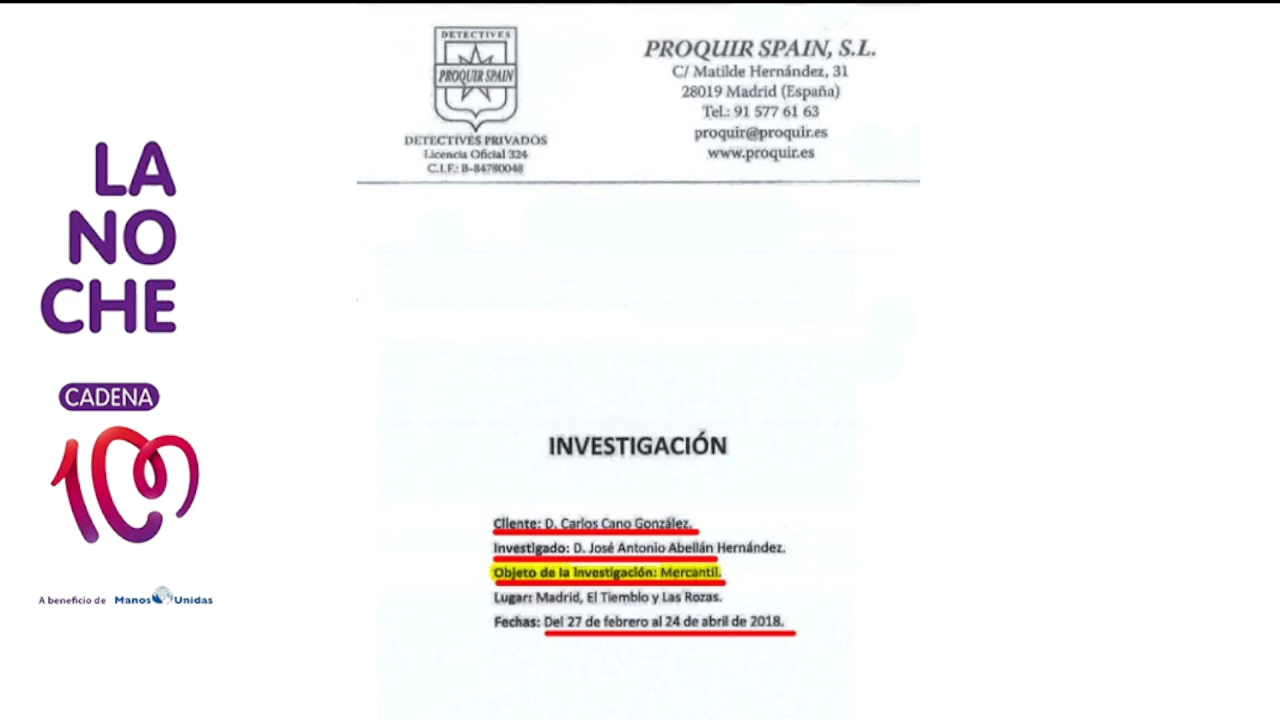 LA
NOCHE
CADENA
100
A beneficio de Manos Unidas
DETECTIVES
PROQUIR SPAIN
DETECTIVES PRIVADOS
Licencia Oficial 324
C.I.F.: B-84780048
PROQUIR SPAIN, S.L.
C/ Matilde Hernández, 31
28019 Madrid (España)
Tel.: 91 577 61 63
proquir@proquir.es
www.proquir.es
INVESTIGACIÓN
Cliente: D. Carlos Cano González.
Investigado: D. José Antonio Abellán Hernández.
Objeto de la investigación: Mercantil.
Lugar: Madrid, El Tiemblo y Las Rozas.
Fechas: Del 27 de febrero al 24 de abril de 2018.